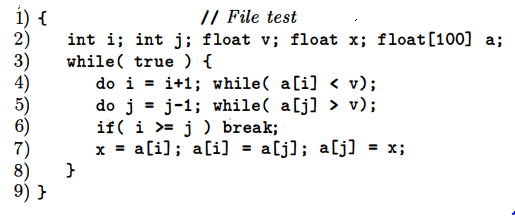 1) { // File test
2) int i; int j; float v; float x; float[100] a;
3) while( true ) {
4) do i = i+1; while( a[i] < v);
5) do j = j-1; while( a[j] > v);
6) if( i >= j ) break;
7) x = a[i]; a[i] = a[j]; a[j] = x;
8) }
9) }